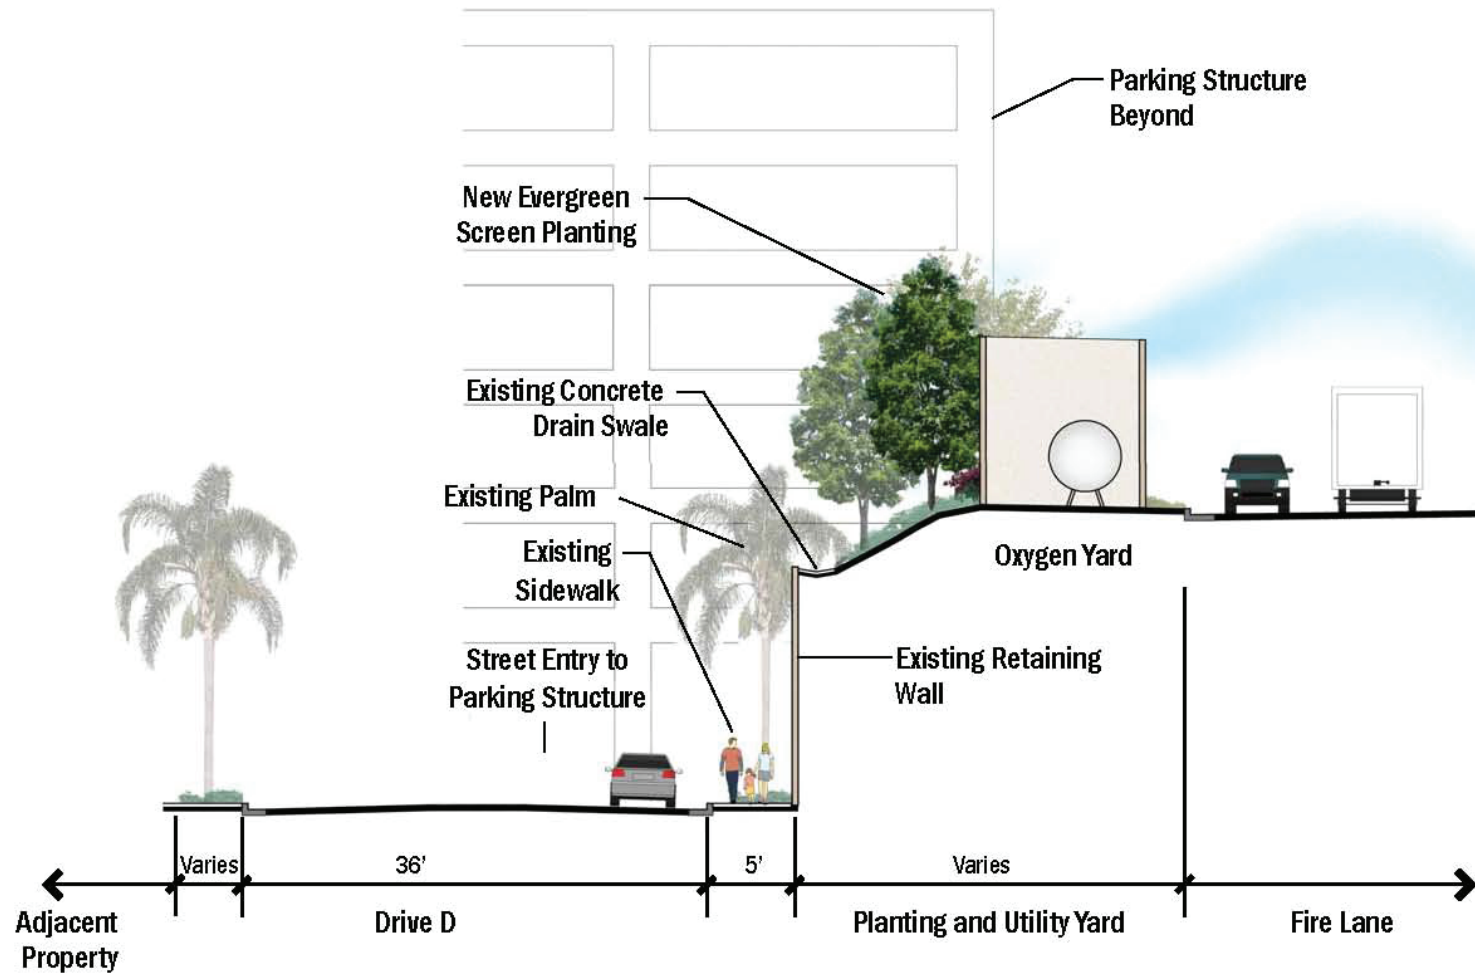 Parking Structure
Beyond
New Evergreen
Screen Planting
Existing Concrete
Drain Swale
Existing Palm
Existing
Sidewalk
Oxygen Yard
Street Entry to
Parking Structure
Existing Retaining
Wall
Varies
36'
5'
Varies
Adjacent
Property
Drive D
Planting and Utility Yard
Fire Lane